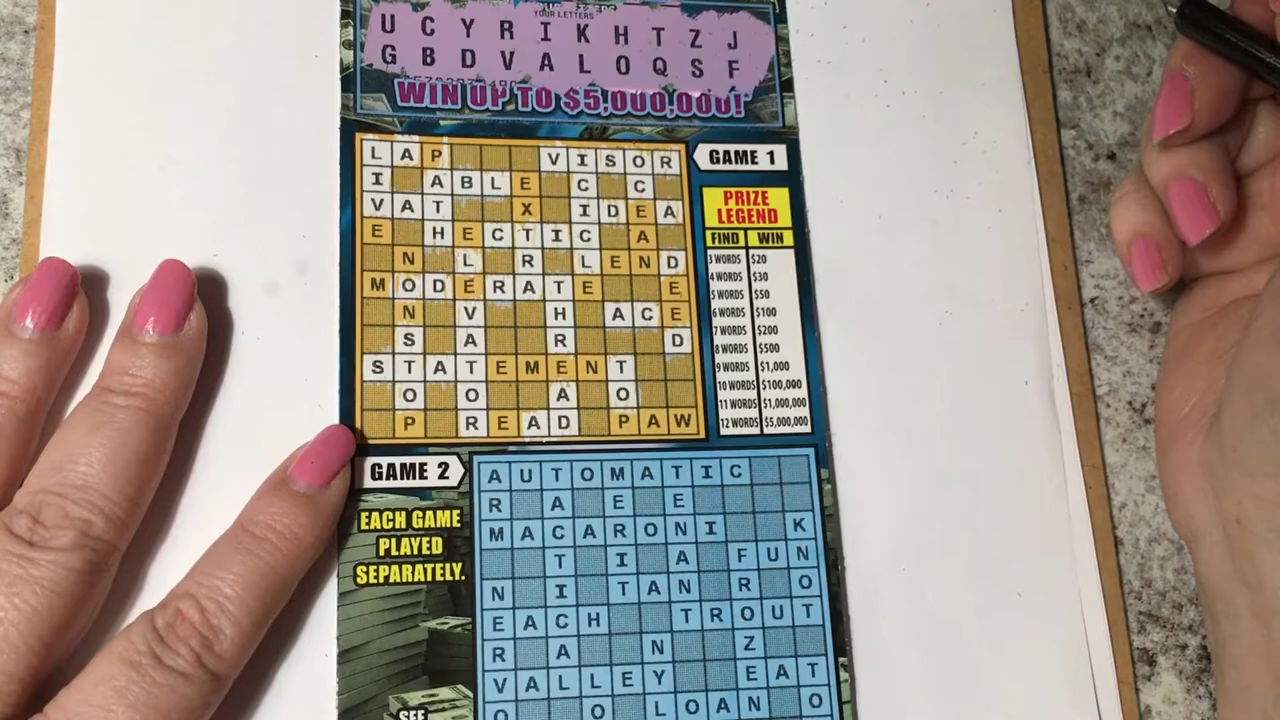 YOUR LETTERS
U C Y R I K H T Z J
G B D V A L O Q S F
WIN UP TO $5,000,000!
L A P V I S O R
I A B L E C C
V A T X I D E A
E H E C T I C A
N L R L E N D
M O D E R A T E E
N V H A C E
S A R D
S T A T E M E N T
O O A O
P R E A D P A W
GAME 1
PRIZE
LEGEND
FIND WIN
3 WORDS $20
4 WORDS $30
5 WORDS $50
6 WORDS $100
7 WORDS $200
8 WORDS $500
9 WORDS $1,000
10 WORDS $100,000
11 WORDS $1,000,000
12 WORDS $5,000,000
GAME 2
EACH GAME
PLAYED
SEPARATELY.
SEE
A U T O M A T I C
R A E E
M A C A R O N I K
T I A F U N N
N I T A N R O
E A C H T R O U T
R A N Z
V A L L E Y E A T
O O L O A N O